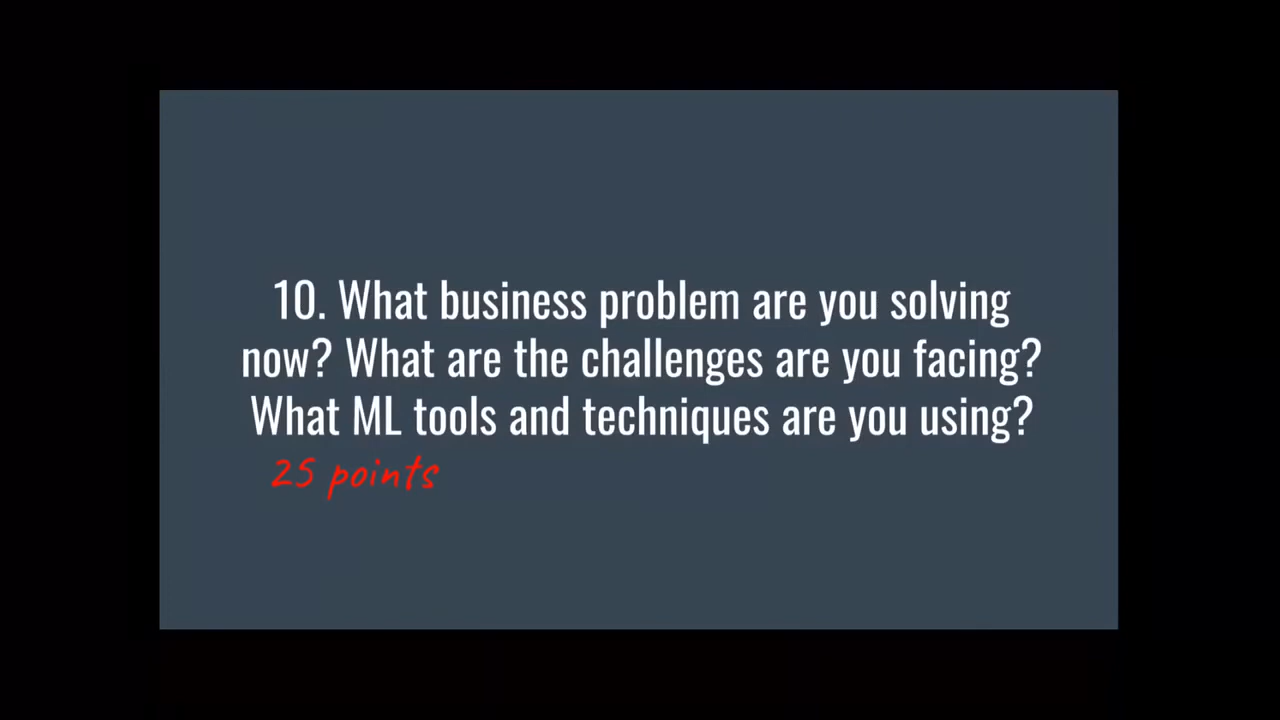 10. What business problem are you solving
now? What are the challenges are you facing?
What ML tools and techniques are you using?
25 points